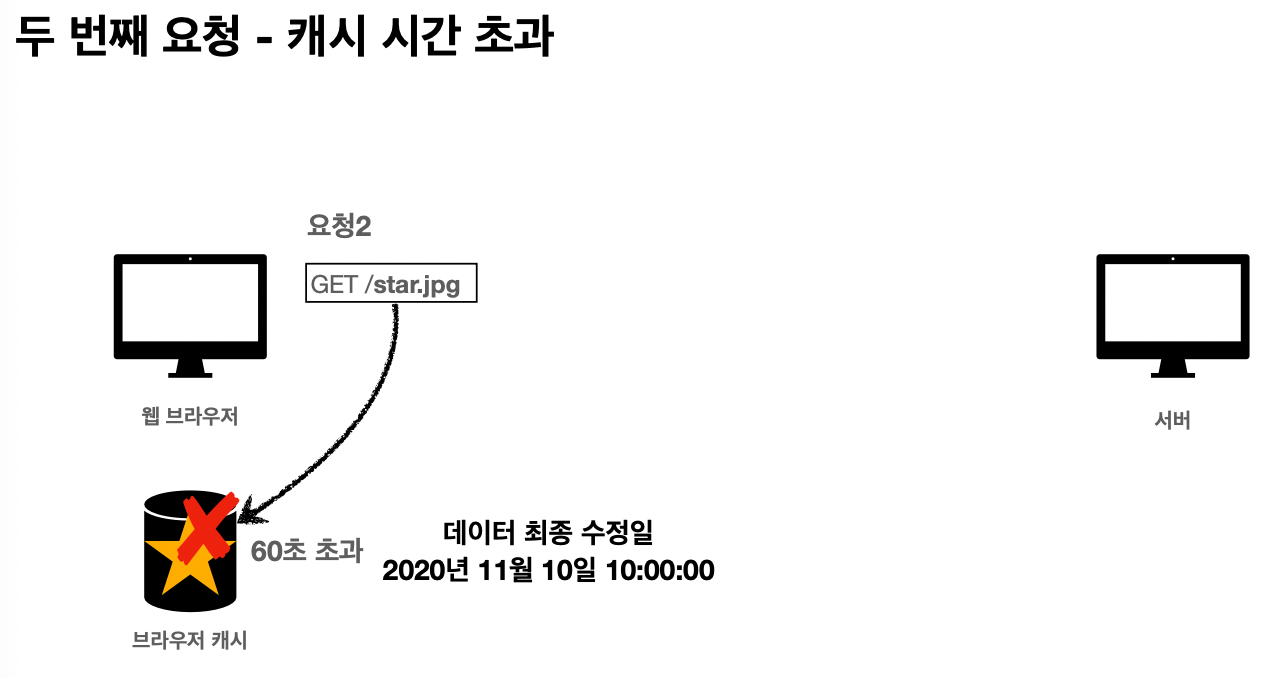 두 번째 요청 - 캐시 시간 초과
요청2
GET /star.jpg
웹 브라우저
서버
60초 초과
데이터 최종 수정일
2020년 11월 10일 10:00:00
브라우저 캐시